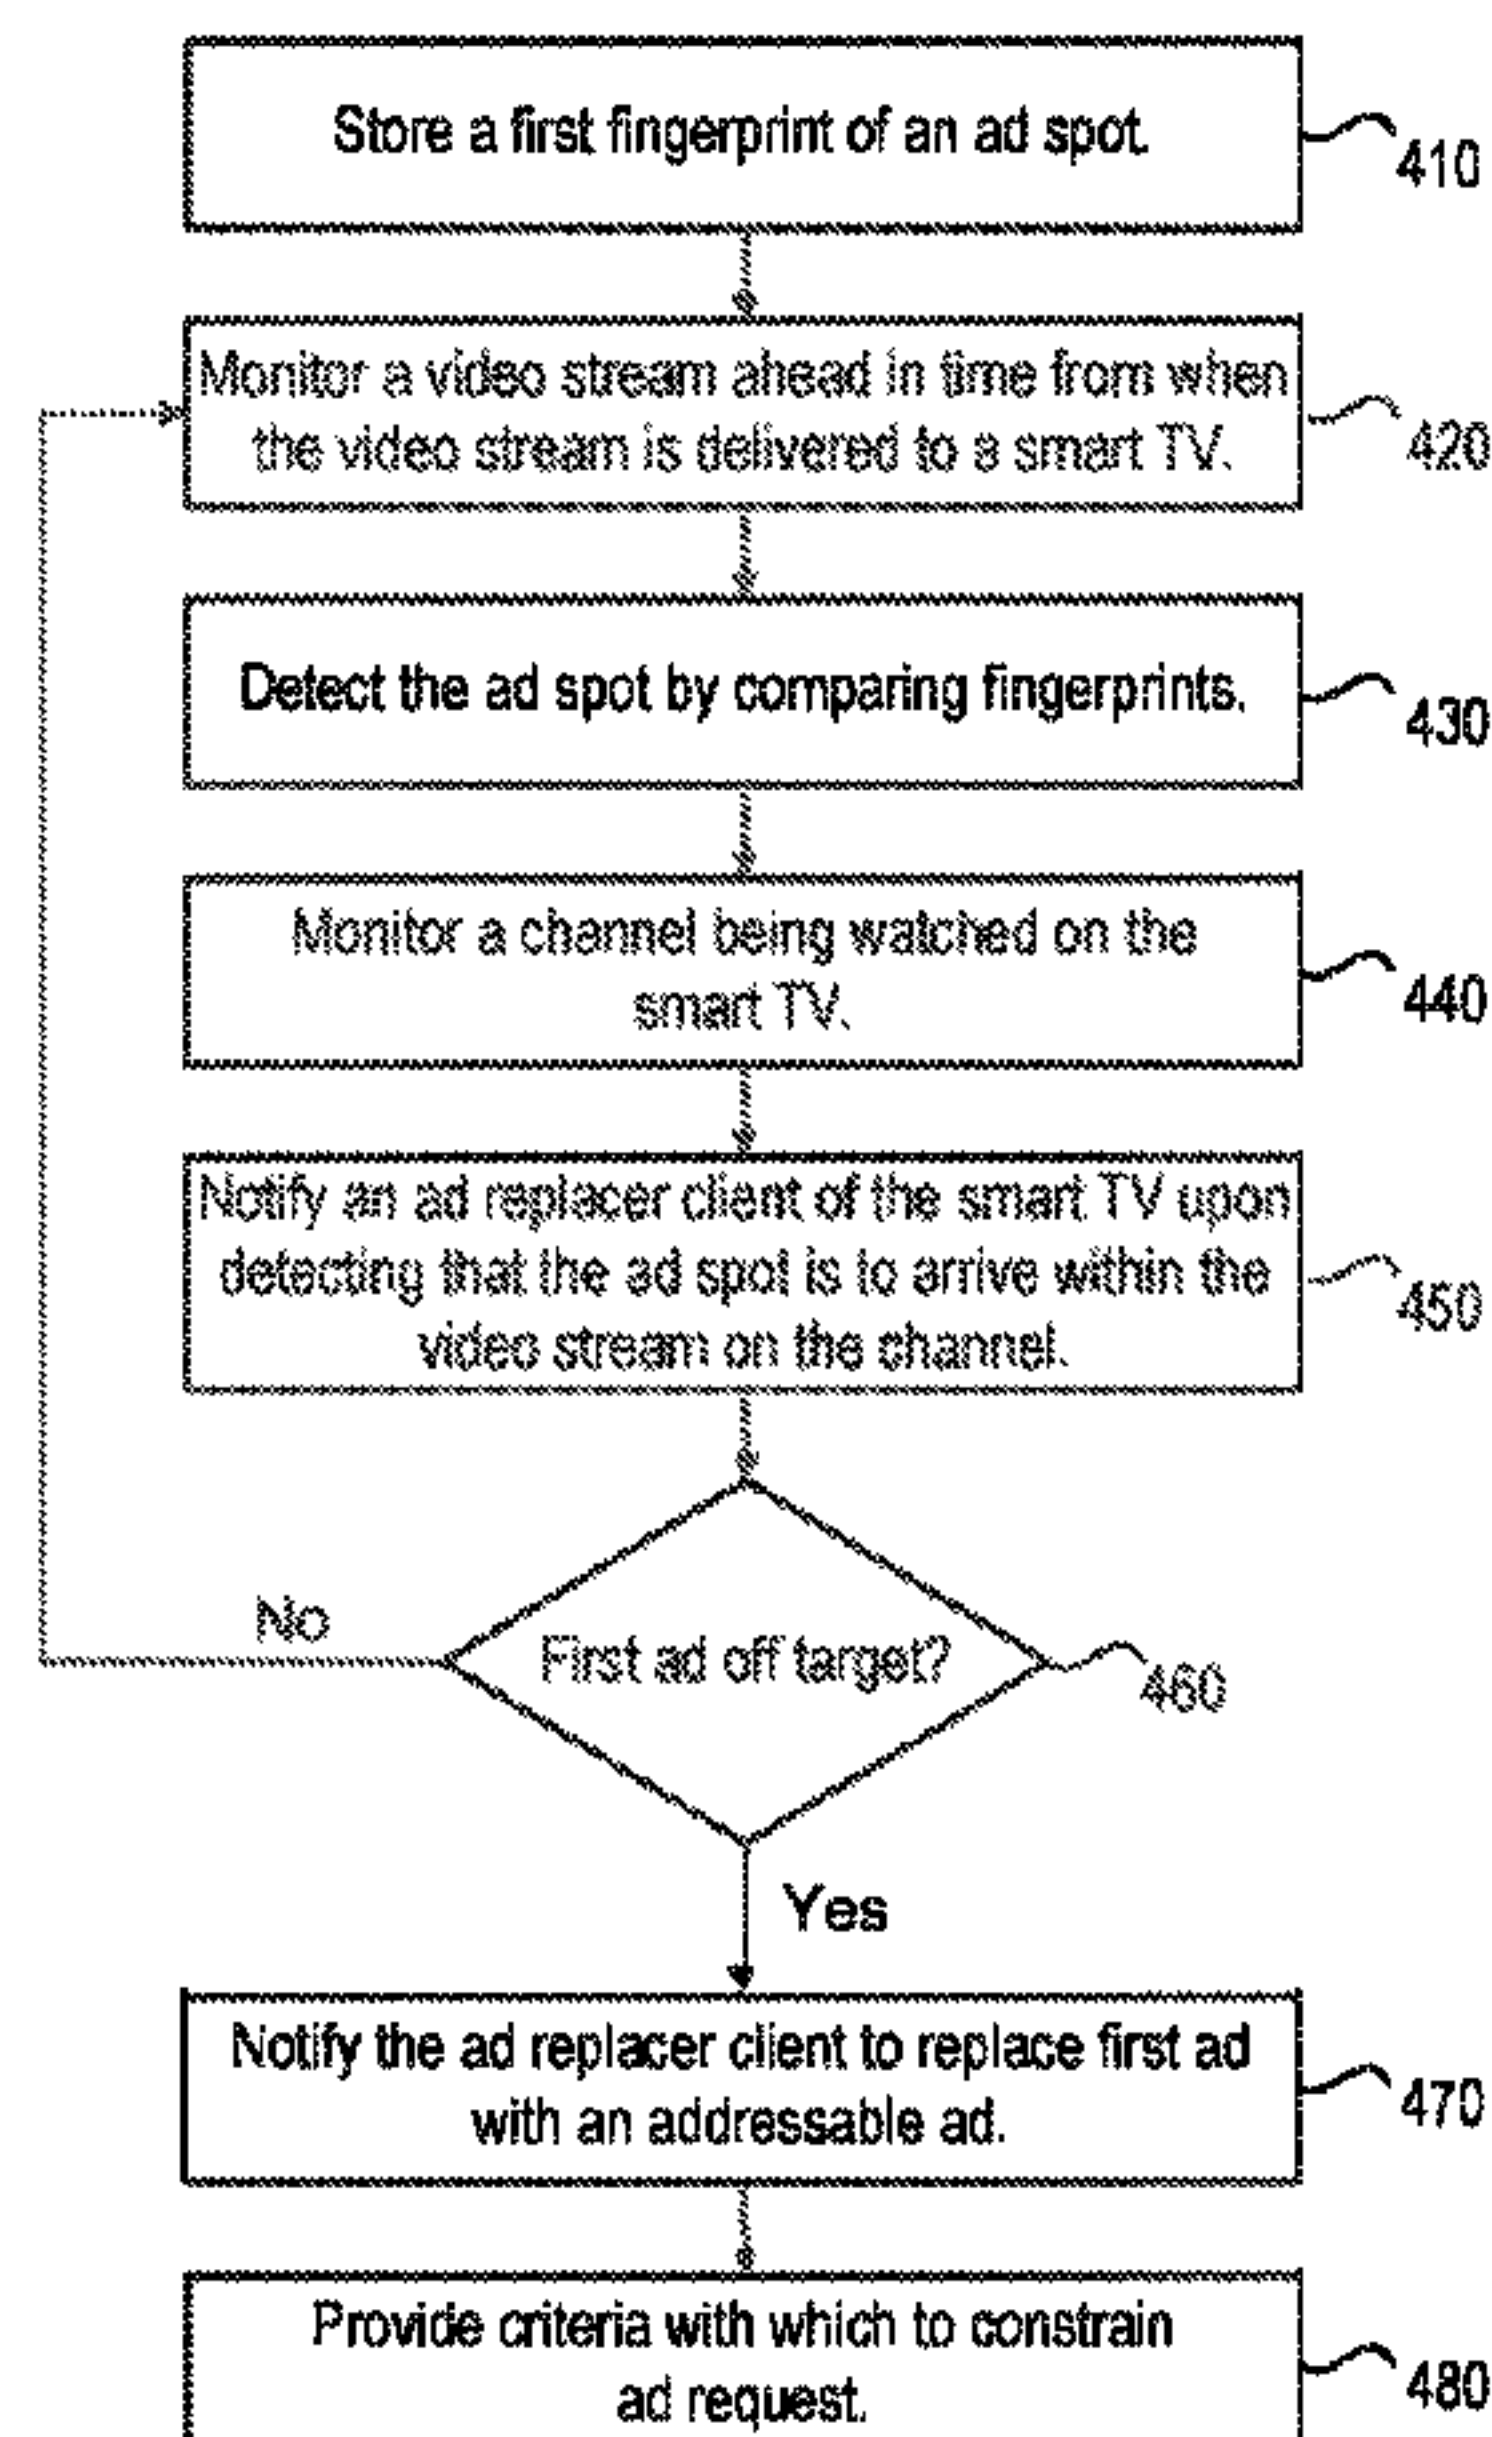 Store a first fingerprint of an ad spot.
410
Monitor a video stream ahead in time from when
the video stream is delivered to a smart TV.
420
Detect the ad spot by comparing fingerprints.
430
Monitor a channel being watched on the
smart TV.
440
Notify an ad replacer client of the smart TV upon
detecting that the ad spot is to arrive within the
video stream on the channel.
450
First ad off target?
460
No
Yes
Notify the ad replacer client to replace first ad
with an addressable ad.
470
Provide criteria with which to constrain
ad request.
480